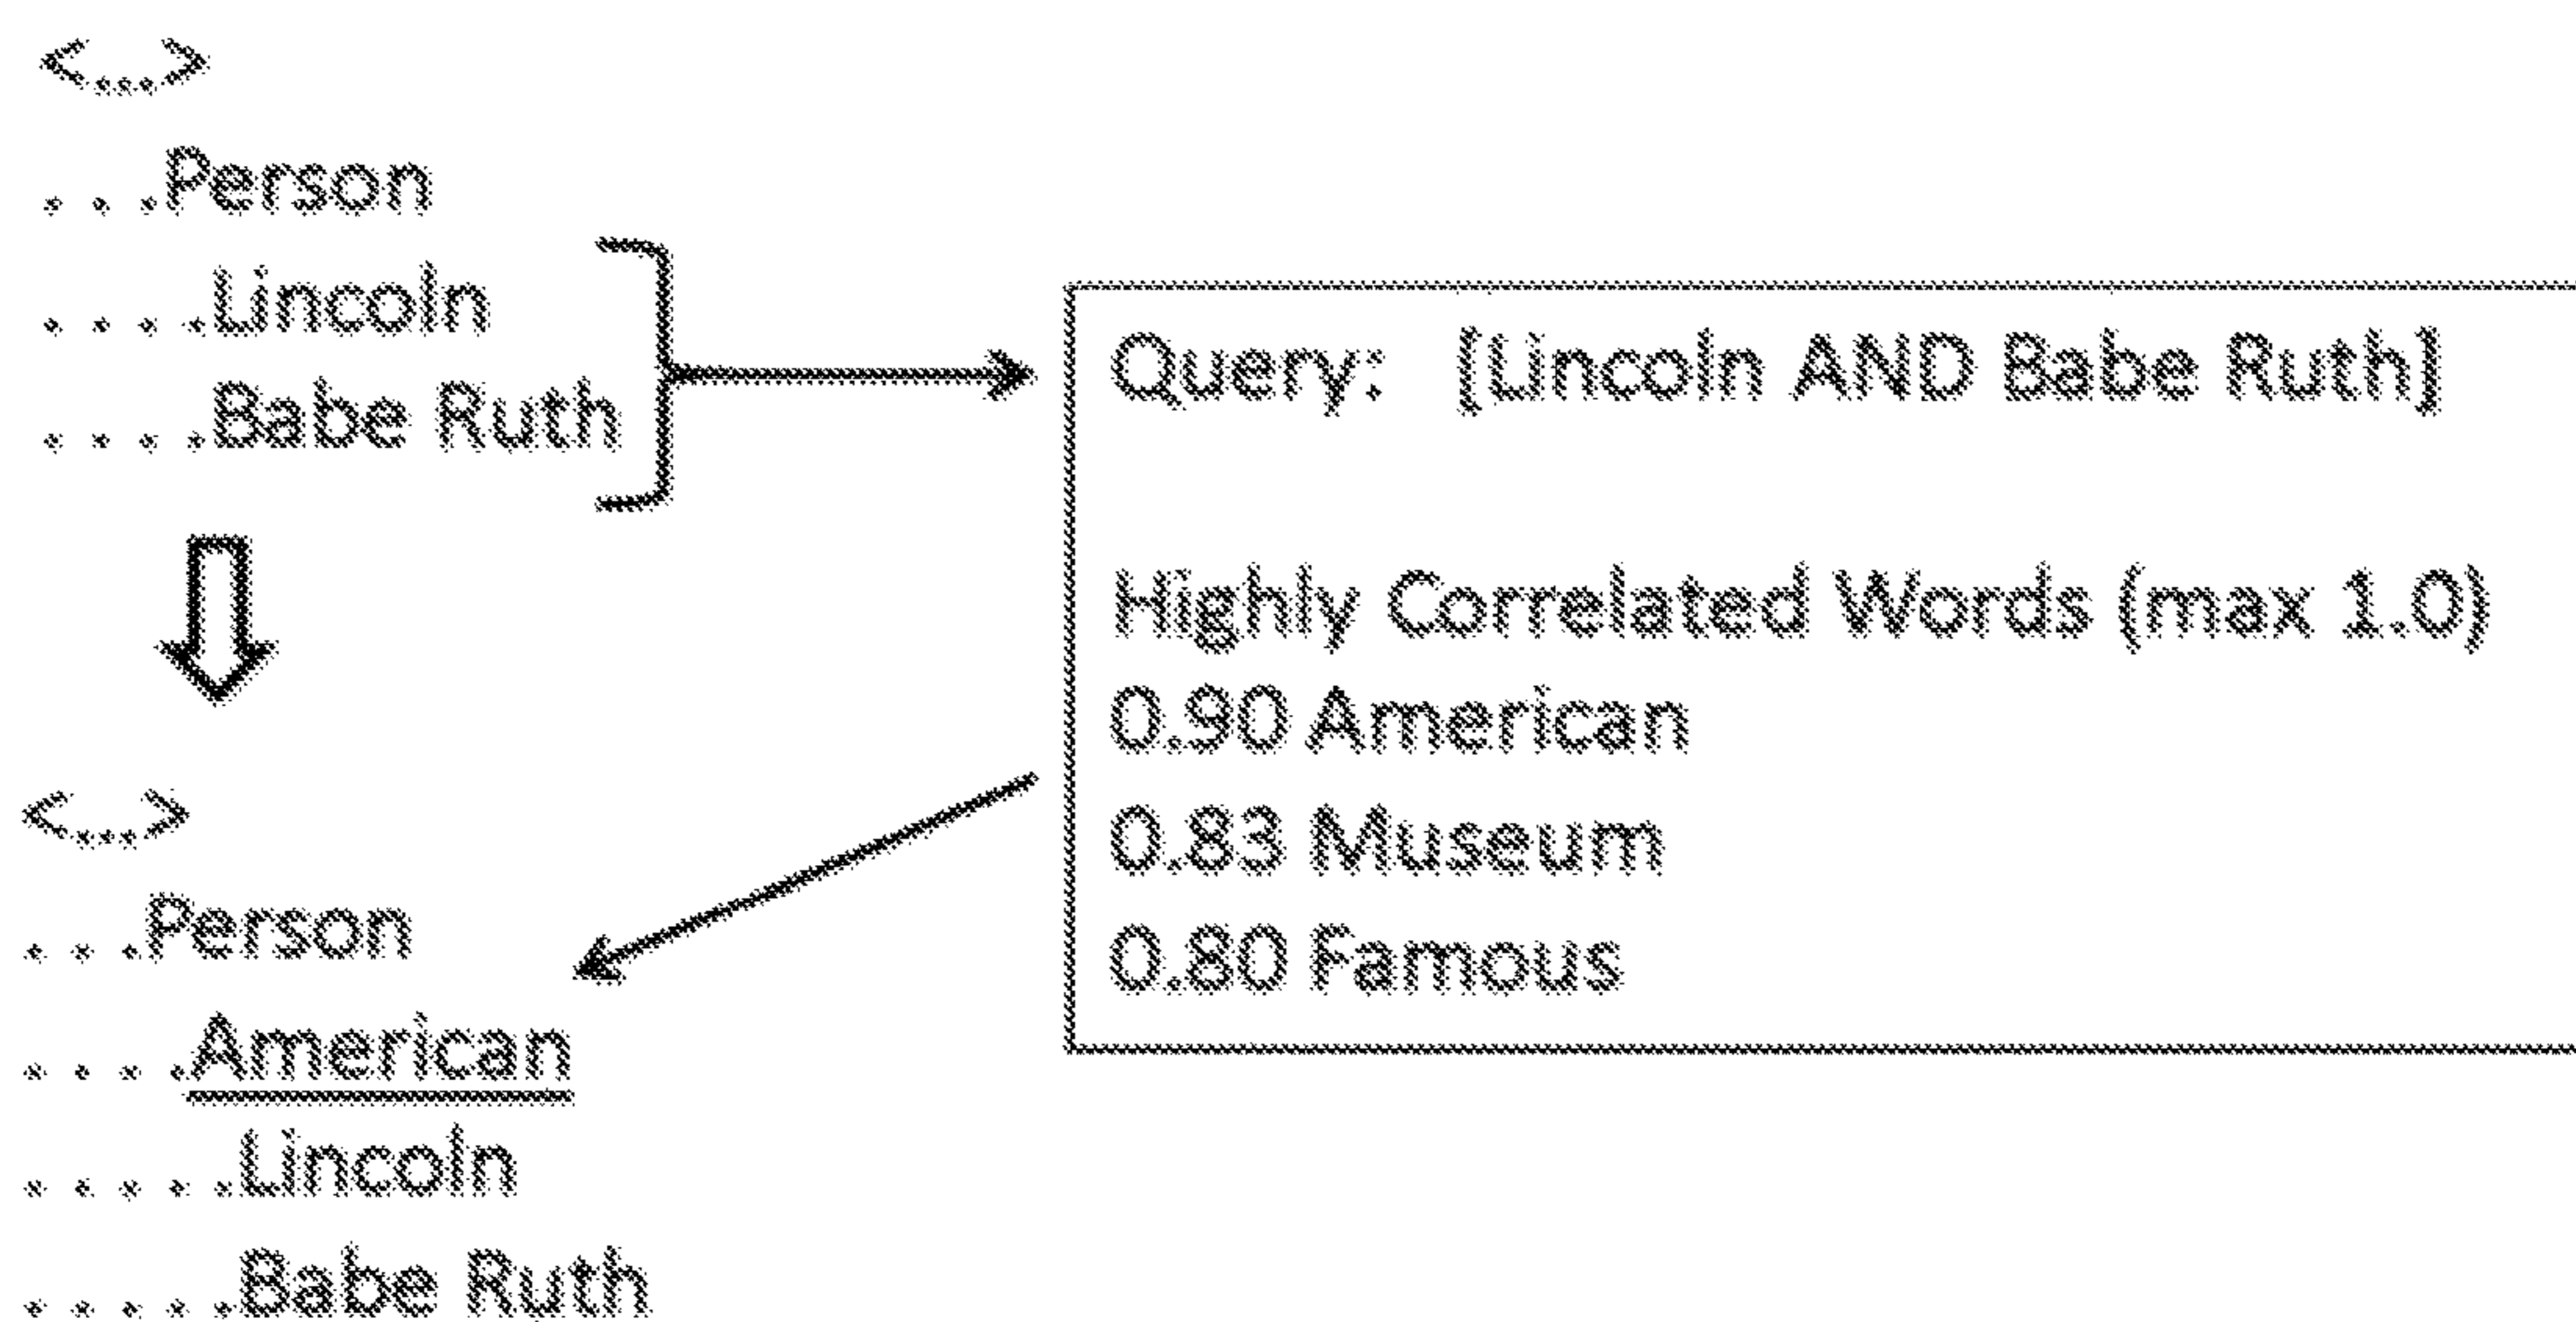 <...>
. . .Person
. . . .Lincoln
. . . .Babe Ruth
Query: [Lincoln AND Babe Ruth]
Highly Correlated Words (max 1.0)
0.90 American
0.83 Museum
0.80 Famous
<...>
. . .Person
. . . .American
. . . . .Lincoln
. . . . .Babe Ruth